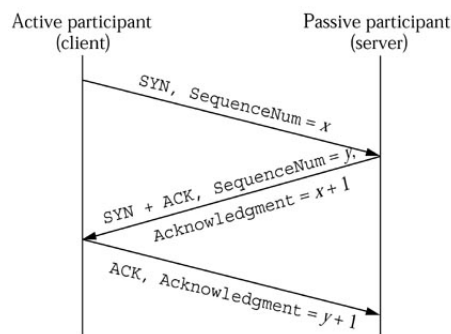 Active participant
(client)
Passive participant
(server)
SYN, SequenceNum = x
SYN + ACK, SequenceNum = y,
Acknowledgment = x + 1
ACK, Acknowledgment = y + 1